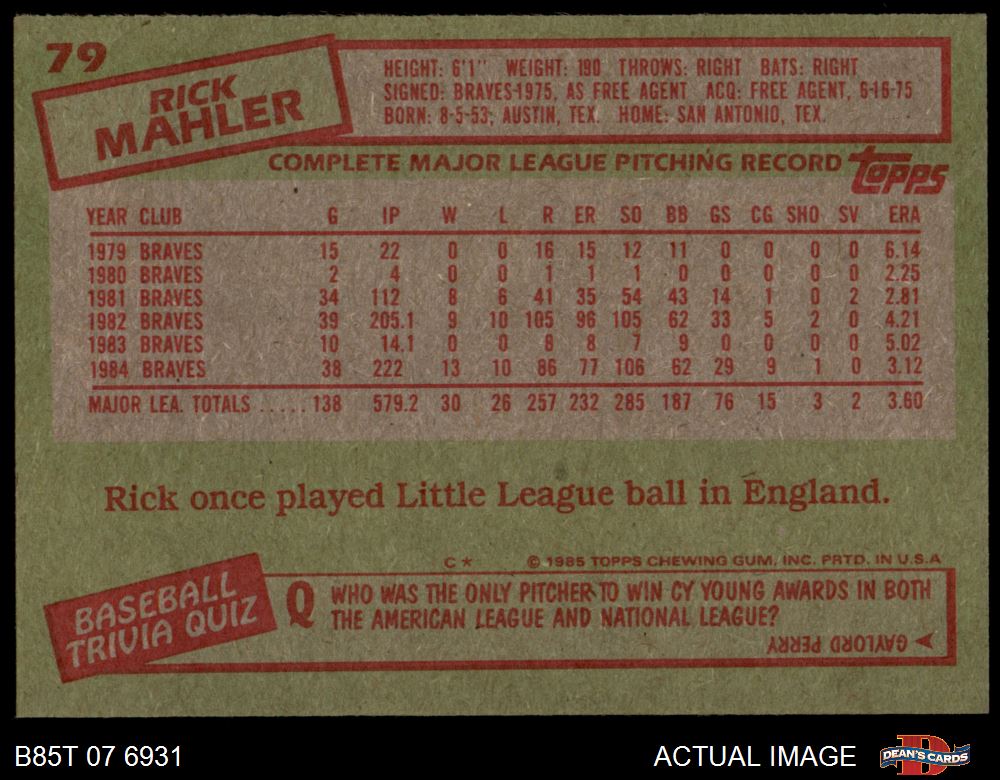 79
RICK
MAHLER
HEIGHT: 6'1" WEIGHT: 190 THROWS: RIGHT BATS: RIGHT
SIGNED: BRAVES-1975, AS FREE AGENT ACQ: FREE AGENT, 6-16-75
BORN: 8-5-53, AUSTIN, TEX. HOME: SAN ANTONIO, TEX.
COMPLETE MAJOR LEAGUE PITCHING RECORD topps
YEAR CLUB G IP W L R ER SO BB GS CG SHO SV ERA
1979 BRAVES 15 22 0 0 16 15 12 11 0 0 0 0 6.14
1980 BRAVES 2 4 0 0 1 1 1 0 0 0 0 0 2.25
1981 BRAVES 34 112 8 6 41 35 54 43 14 1 0 2 2.81
1982 BRAVES 39 205.1 9 10 105 96 105 62 33 5 2 0 4.21
1983 BRAVES 10 14.1 0 0 8 8 7 9 0 0 0 0 5.02
1984 BRAVES 38 222 13 10 86 77 106 62 29 9 1 0 3.12
MAJOR LEA. TOTALS ..... 138 579.2 30 26 257 232 285 187 76 15 3 2 3.60
Rick once played Little League ball in England.
C* © 1985 TOPPS CHEWING GUM, INC. PRTD. IN U.S.A
BASEBALL
TRIVIA QUIZ
Q WHO WAS THE ONLY PITCHER TO WIN CY YOUNG AWARDS IN BOTH
THE AMERICAN LEAGUE AND NATIONAL LEAGUE?
GAYLORD PERRY
B85T 07 6931
ACTUAL IMAGE
DEAN'S CARDS